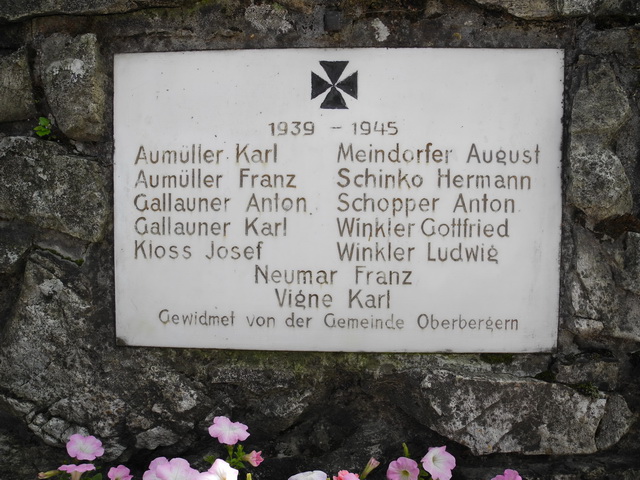 1939 - 1945
Aumüller Karl Meindorfer August
Aumüller Franz Schinko Hermann
Gallauner Anton Schopper Anton
Gallauner Karl Winkler Gottfried
Kloss Josef Winkler Ludwig
Neumar Franz
Vigne Karl
Gewidmet von der Gemeinde Oberbergern